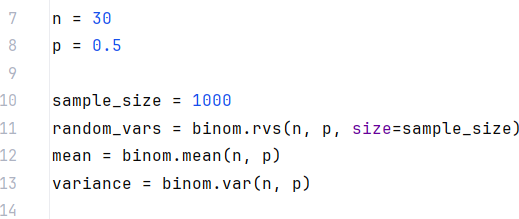 7 n = 30
8 p = 0.5
9
10 sample_size = 1000
11 random_vars = binom.rvs(n, p, size=sample_size)
12 mean = binom.mean(n, p)
13 variance = binom.var(n, p)
14